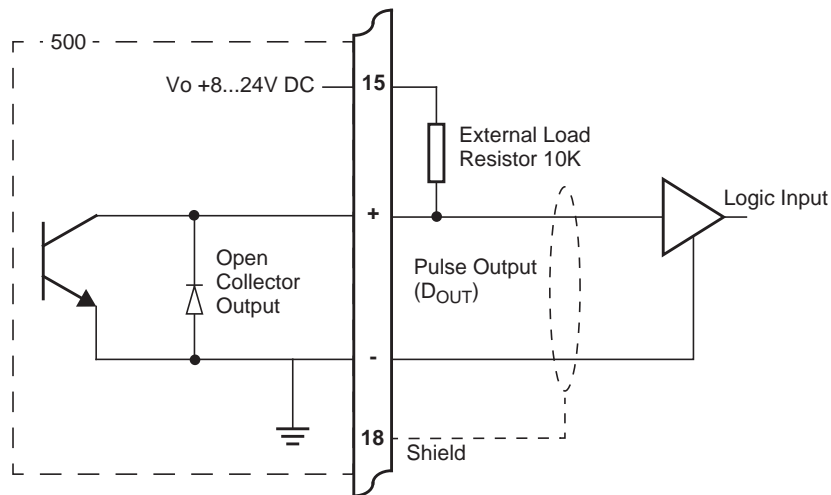 500
Vo +8...24V DC
15
External Load
Resistor 10K
Logic Input
+
Open
Collector
Output
Pulse Output
(DOUT)
-
18
Shield